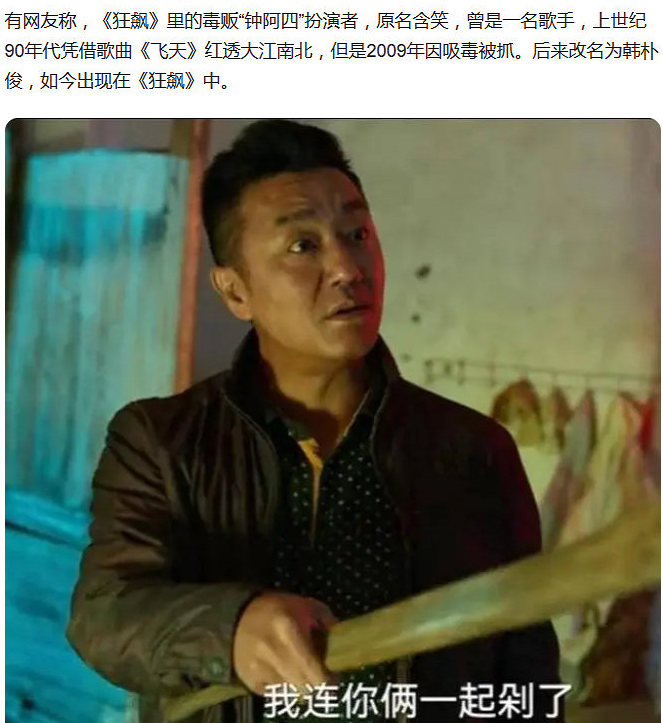 有网友称，《狂飙》里的毒贩“钟阿四”扮演者，原名含笑，曾是一名歌手，上世纪
90年代凭借歌曲《飞天》红透大江南北，但是2009年因吸毒被抓。后来改名为韩朴
俊，如今出现在《狂飙》中。
我连你俩一起剁了